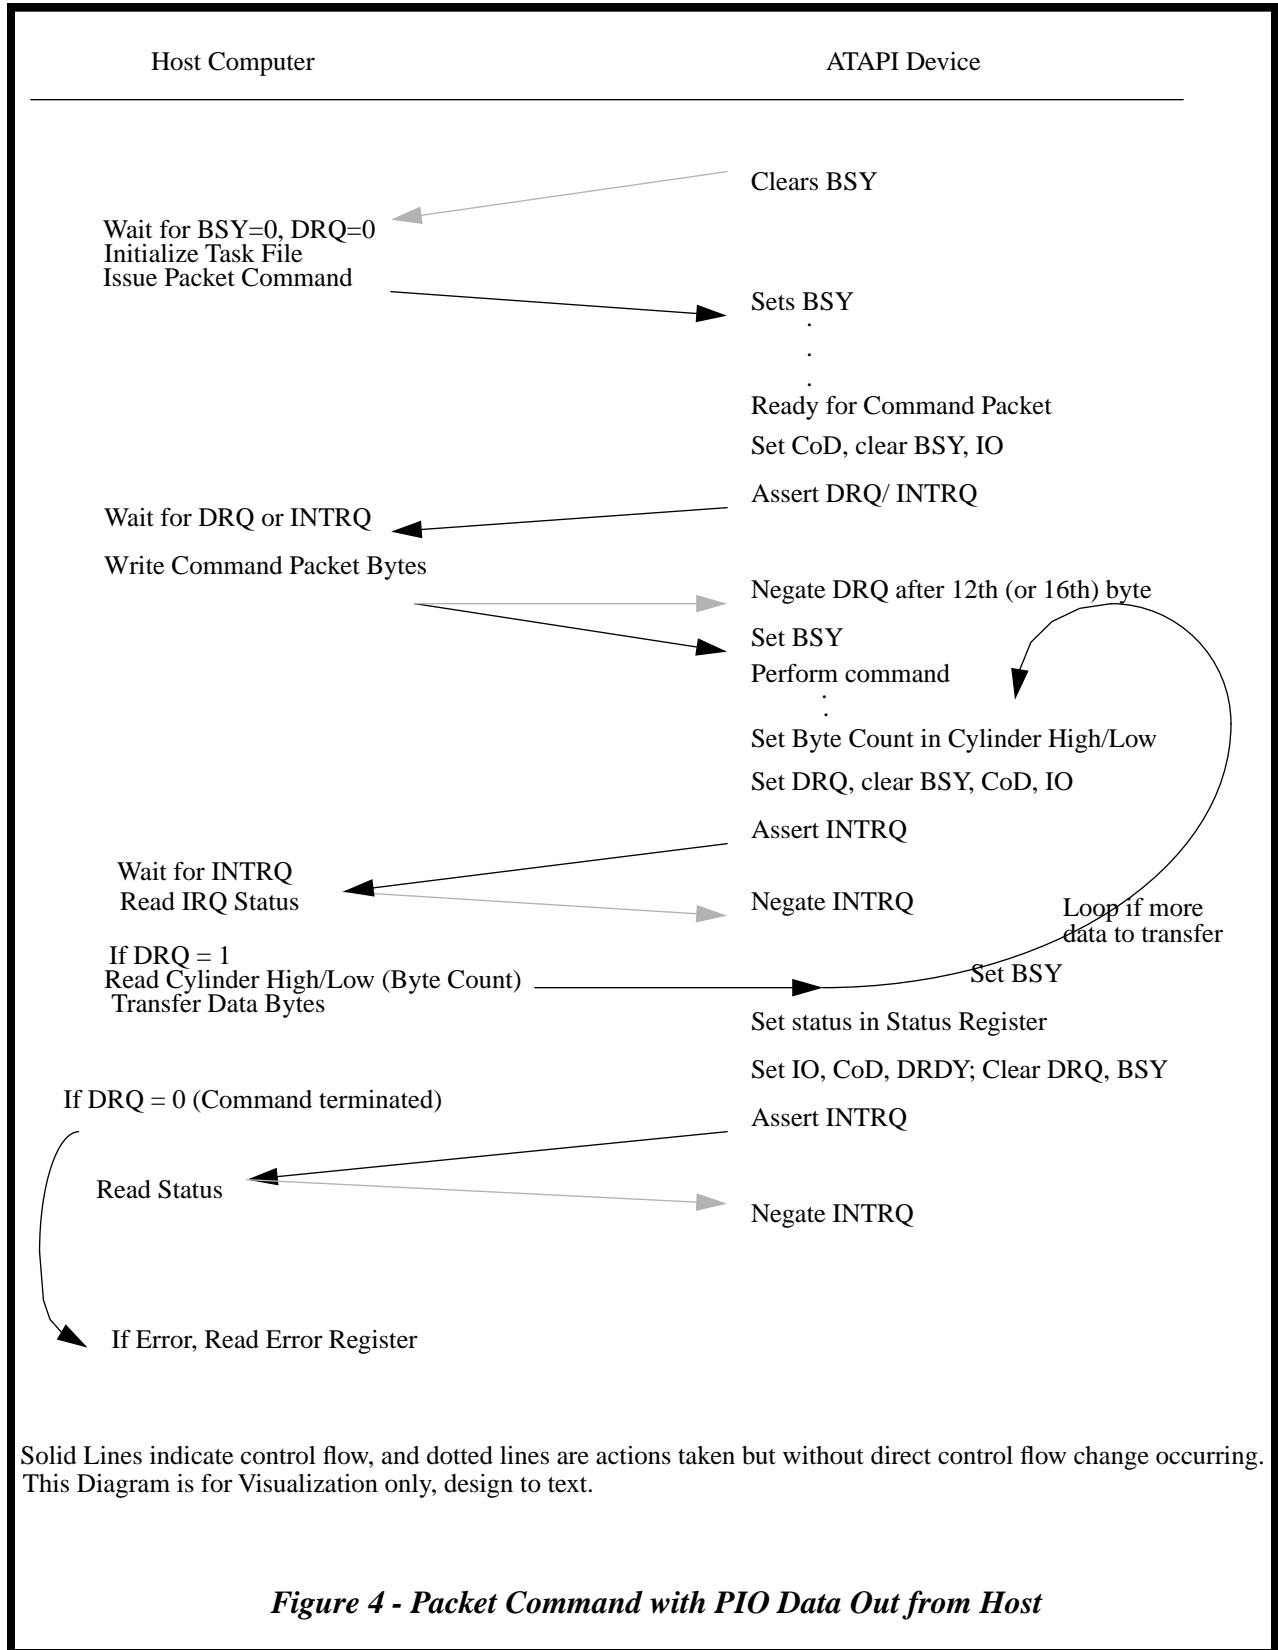 Host Computer
ATAPI Device
Clears BSY
Wait for BSY=0, DRQ=0
Initialize Task File
Issue Packet Command
Sets BSY
.
.
.
Ready for Command Packet
Set CoD, clear BSY, IO
Assert DRQ/ INTRQ
Wait for DRQ or INTRQ
Write Command Packet Bytes
Negate DRQ after 12th (or 16th) byte
Set BSY
Perform command
.
.
Set Byte Count in Cylinder High/Low
Set DRQ, clear BSY, CoD, IO
Assert INTRQ
Wait for INTRQ
Read IRQ Status
Negate INTRQ
Loop if more
data to transfer
If DRQ = 1
Read Cylinder High/Low (Byte Count)
Transfer Data Bytes
Set BSY
Set status in Status Register
Set IO, CoD, DRDY; Clear DRQ, BSY
If DRQ = 0 (Command terminated)
Assert INTRQ
Read Status
Negate INTRQ
If Error, Read Error Register
Solid Lines indicate control flow, and dotted lines are actions taken but without direct control flow change occurring.
This Diagram is for Visualization only, design to text.
Figure 4 - Packet Command with PIO Data Out from Host